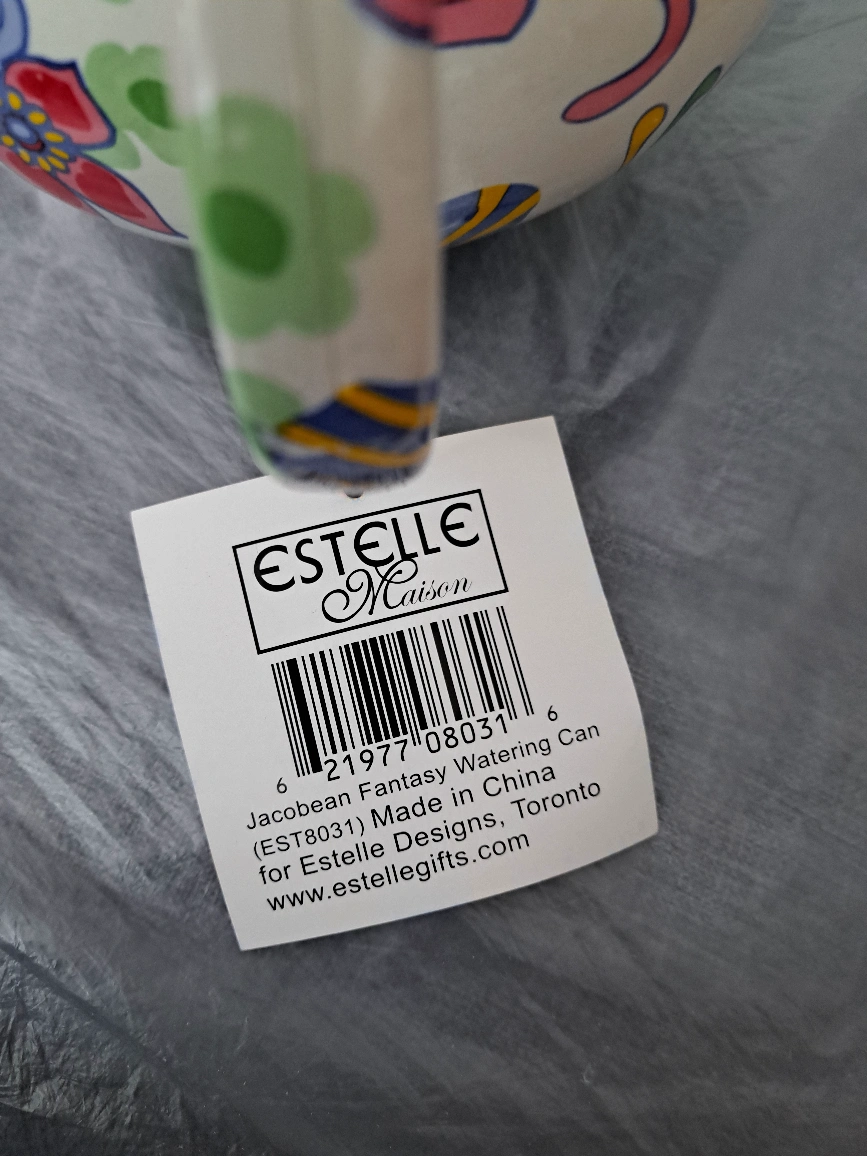 ESTELLE
Maison
6 21977 08031 6
Jacobean Fantasy Watering Can
(EST8031) Made in China
for Estelle Designs, Toronto
www.estellegifts.com